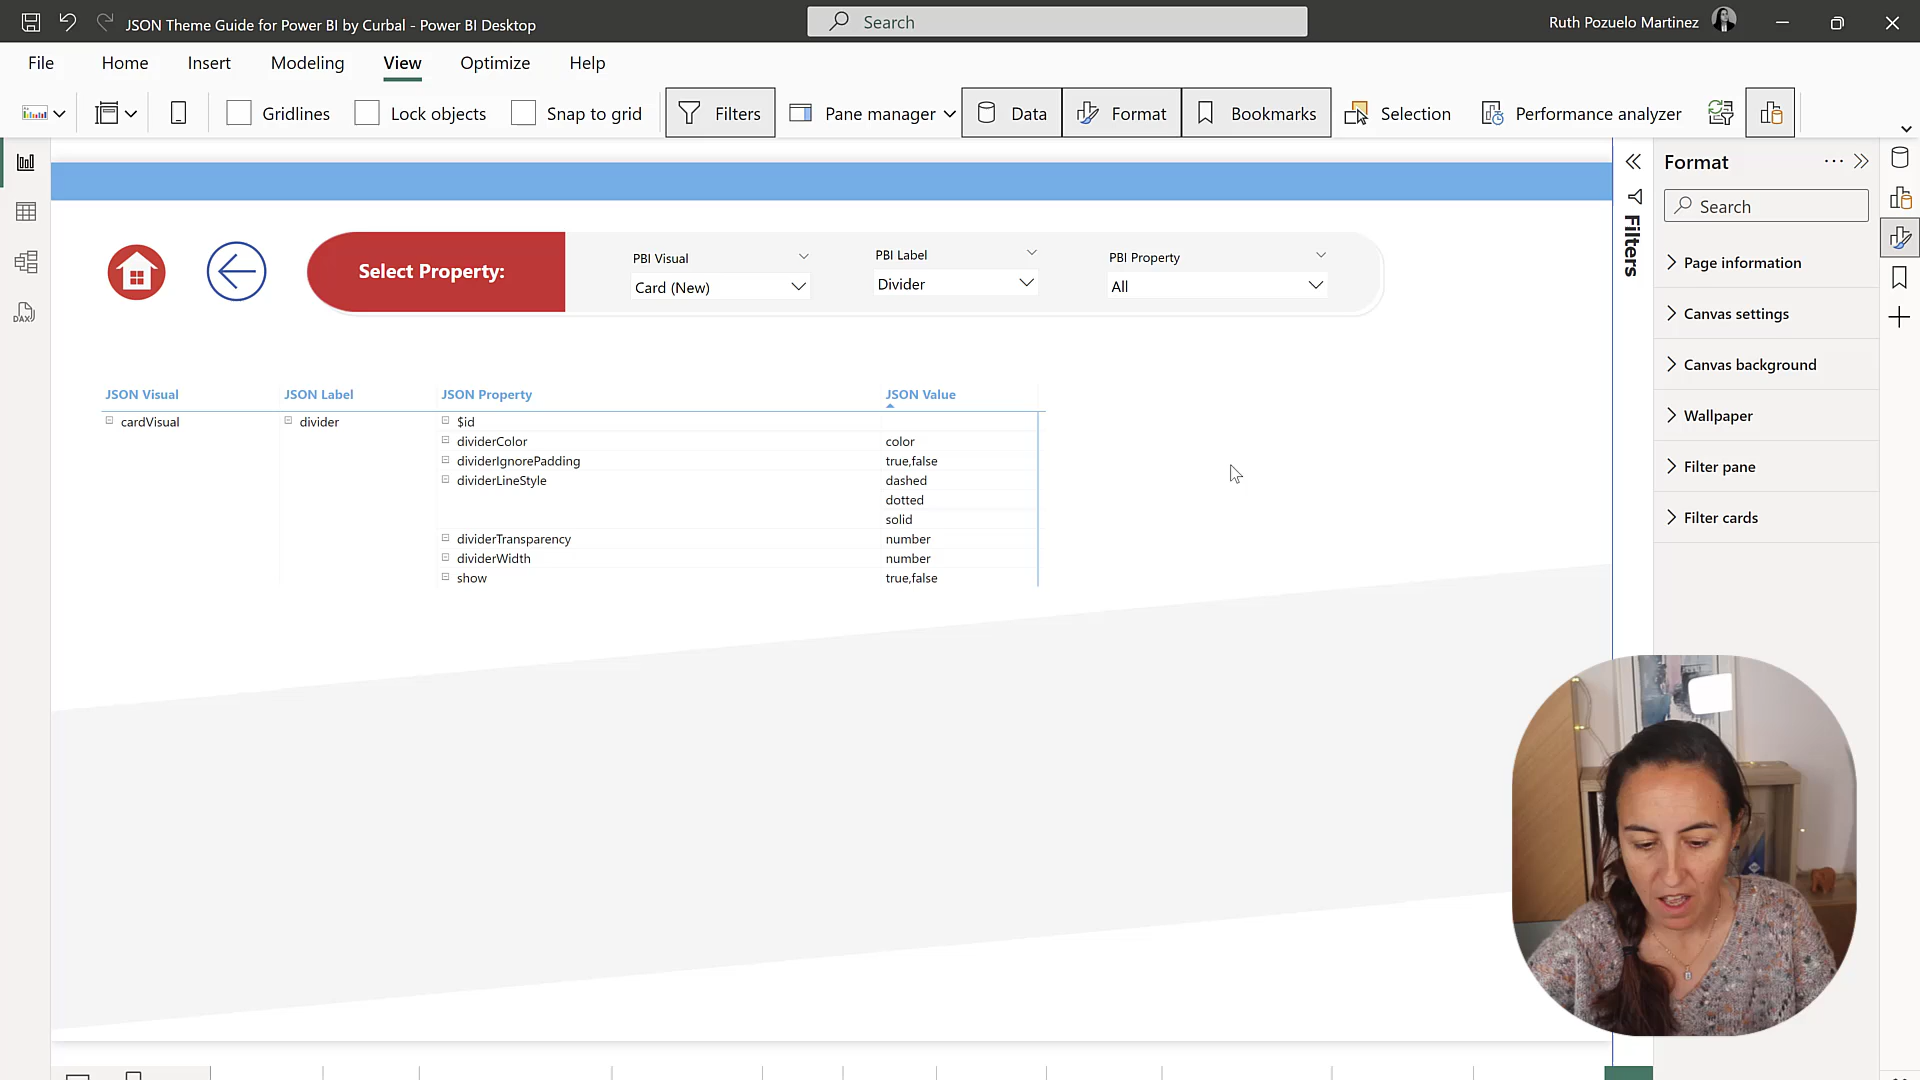 JSON Theme Guide for Power BI by Curbal - Power BI Desktop
Search
Ruth Pozuelo Martinez
File Home Insert Modeling View Optimize Help
Gridlines Lock objects Snap to grid Filters Pane manager Data Format Bookmarks Selection Performance analyzer
DAX
Select Property:
PBI Visual
Card (New)
PBI Label
Divider
PBI Property
All
JSON Visual JSON Label JSON Property JSON Value
cardVisual divider $id
dividerColor color
dividerIgnorePadding true,false
dividerLineStyle dashed
dotted
solid
dividerTransparency number
dividerWidth number
show true,false
Filters
Format
Search
Page information
Canvas settings
Canvas background
Wallpaper
Filter pane
Filter cards